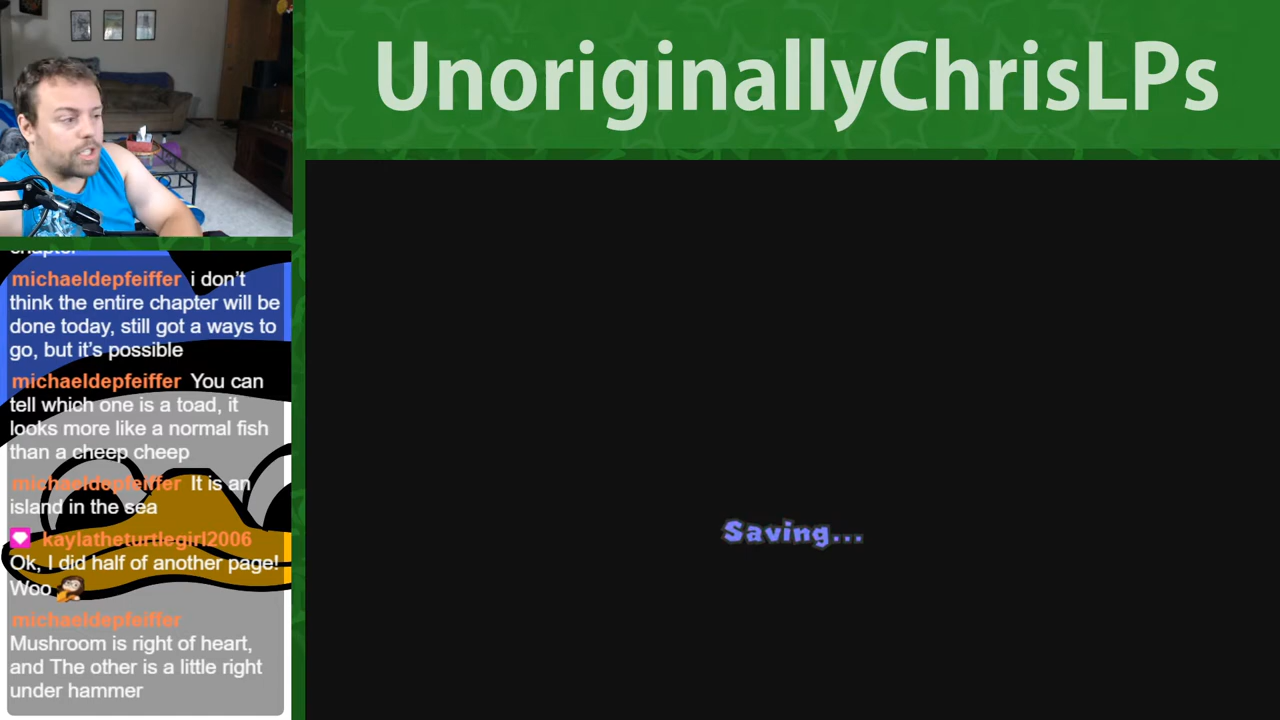 UnoriginallyChrisLPs
chapter
michaeldepfeiffer i don't
think the entire chapter will be
done today, still got a ways to
go, but it's possible
michaeldepfeiffer You can
tell which one is a toad, it
looks more like a normal fish
than a cheep cheep
michaeldepfeiffer It is an
island in the sea
kaylatheturtlegirl2006
Ok, I did half of another page!
Woo
michaeldepfeiffer
Mushroom is right of heart,
and The other is a little right
under hammer
Saving...